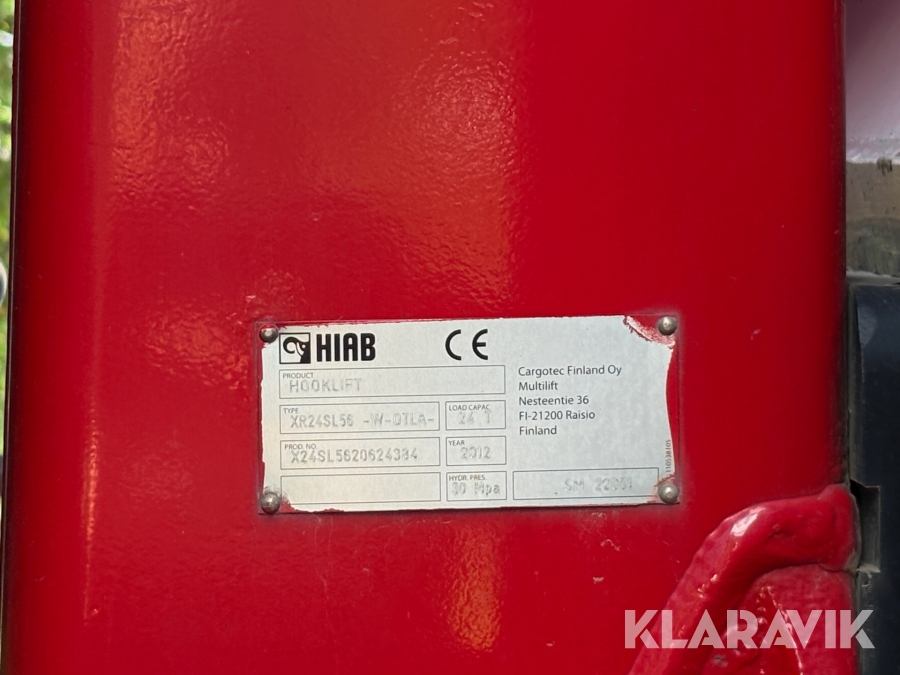 HIAB CE
PRODUCT
HOOKLIFT
TYPE
XR24SL56 -W-DTLA-
LOAD CAPAC.
24 T
PROD. NO.
X24SL5620624384
YEAR
2012
HYDR. PRES.
30 Mpa
SM
Cargotec Finland Oy
Multilift
Nesteentie 36
FI-21200 Raisio
Finland
KLARAVIK